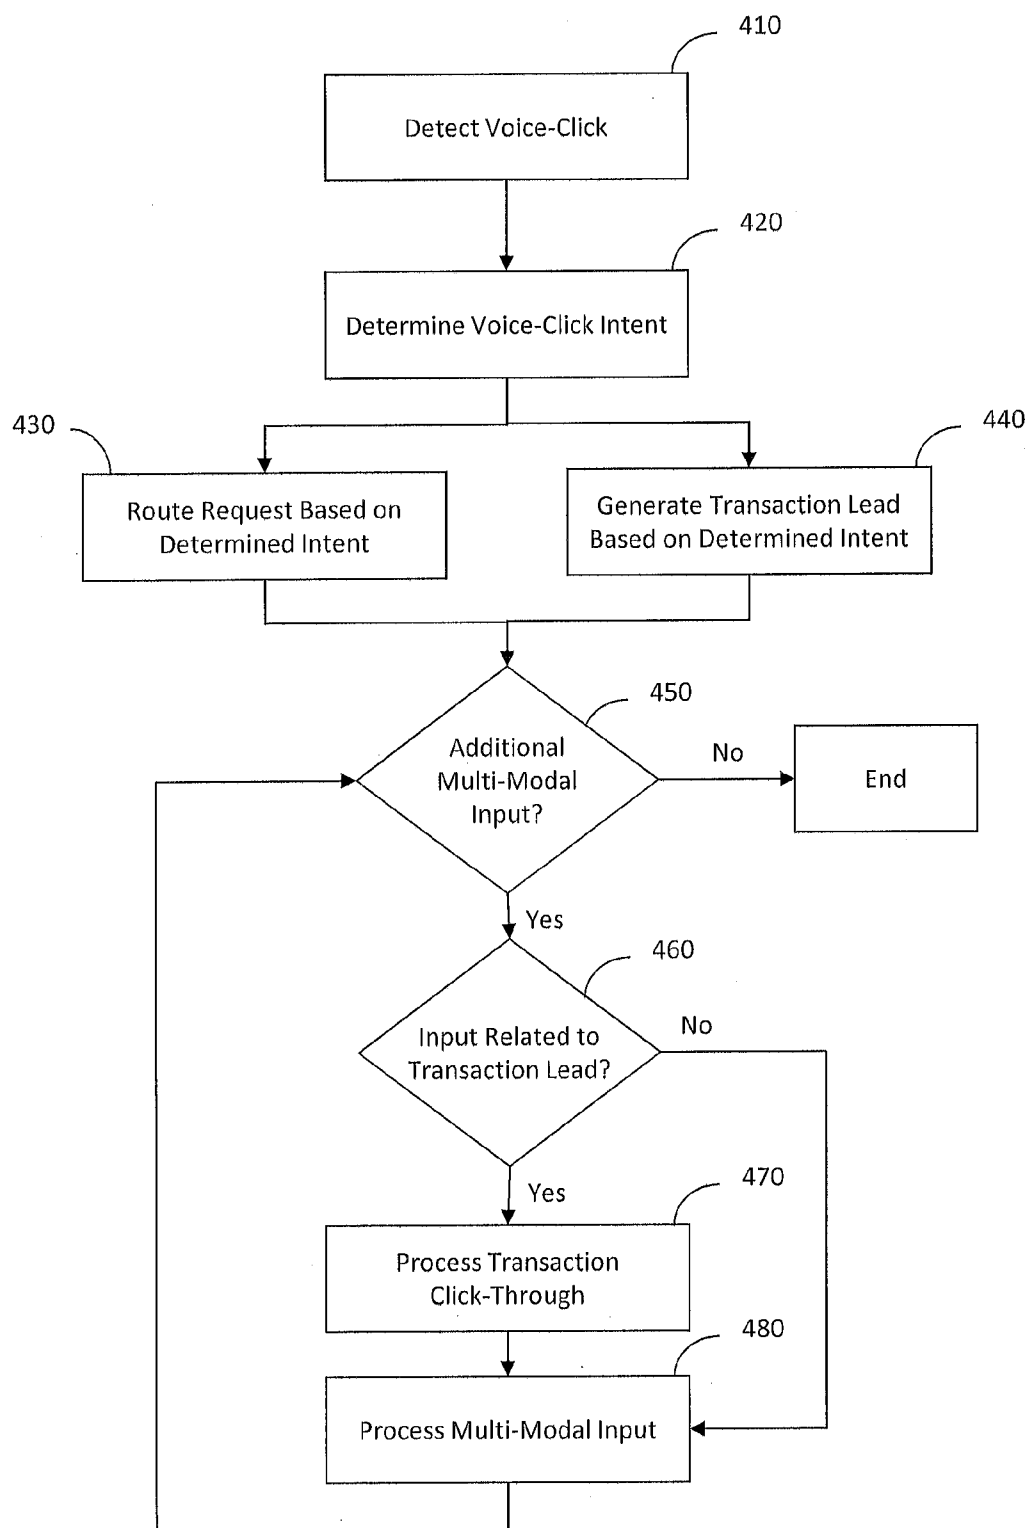 410
Detect Voice-Click
420
Determine Voice-Click Intent
430
440
Route Request Based on
Determined Intent
Generate Transaction Lead
Based on Determined Intent
450
Additional
Multi-Modal
Input?
No
End
Yes
460
Input Related to
Transaction Lead?
No
Yes
470
Process Transaction
Click-Through
480
Process Multi-Modal Input